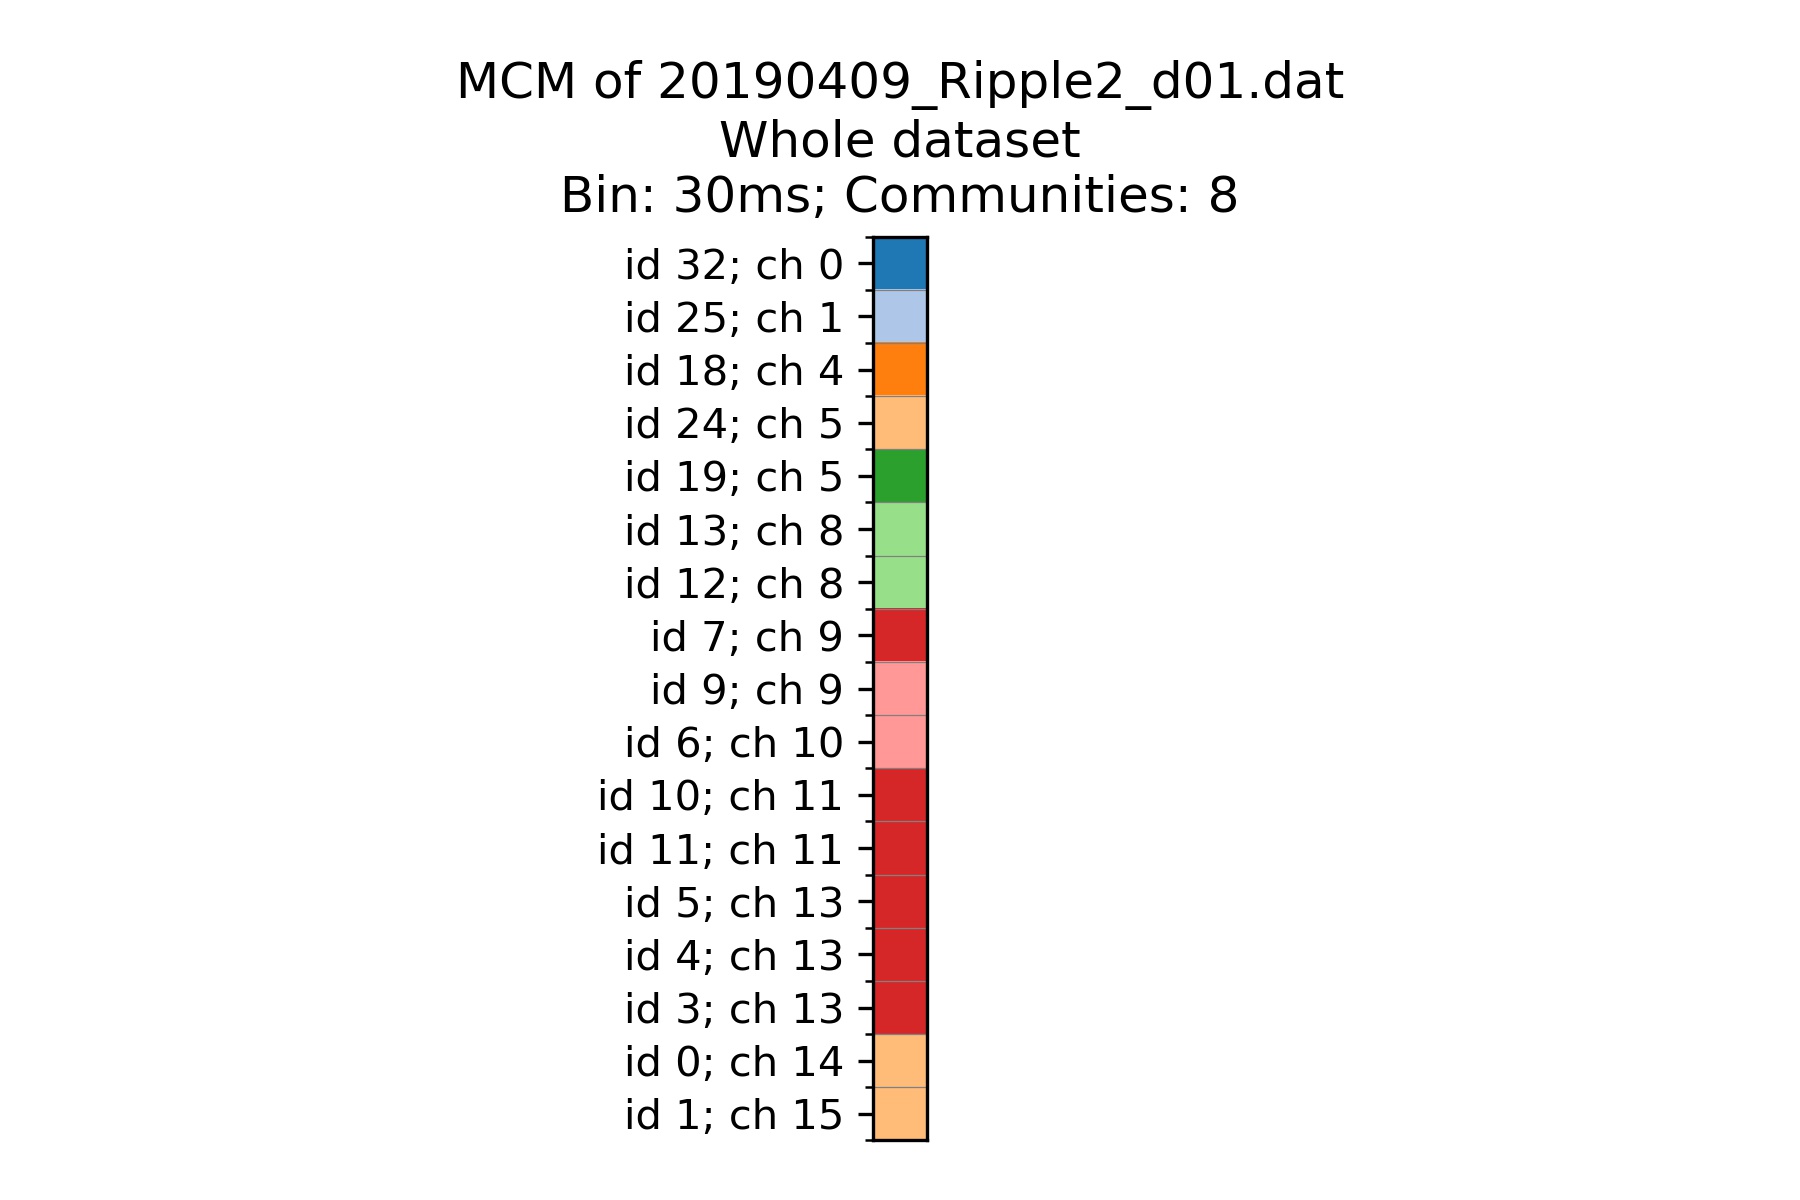 MCM of 20190409_Ripple2_d01.dat
Whole dataset
Bin: 30ms; Communities: 8
id 32; ch 0
id 25; ch 1
id 18; ch 4
id 24; ch 5
id 19; ch 5
id 13; ch 8
id 12; ch 8
id 7; ch 9
id 9; ch 9
id 6; ch 10
id 10; ch 11
id 11; ch 11
id 5; ch 13
id 4; ch 13
id 3; ch 13
id 0; ch 14
id 1; ch 15